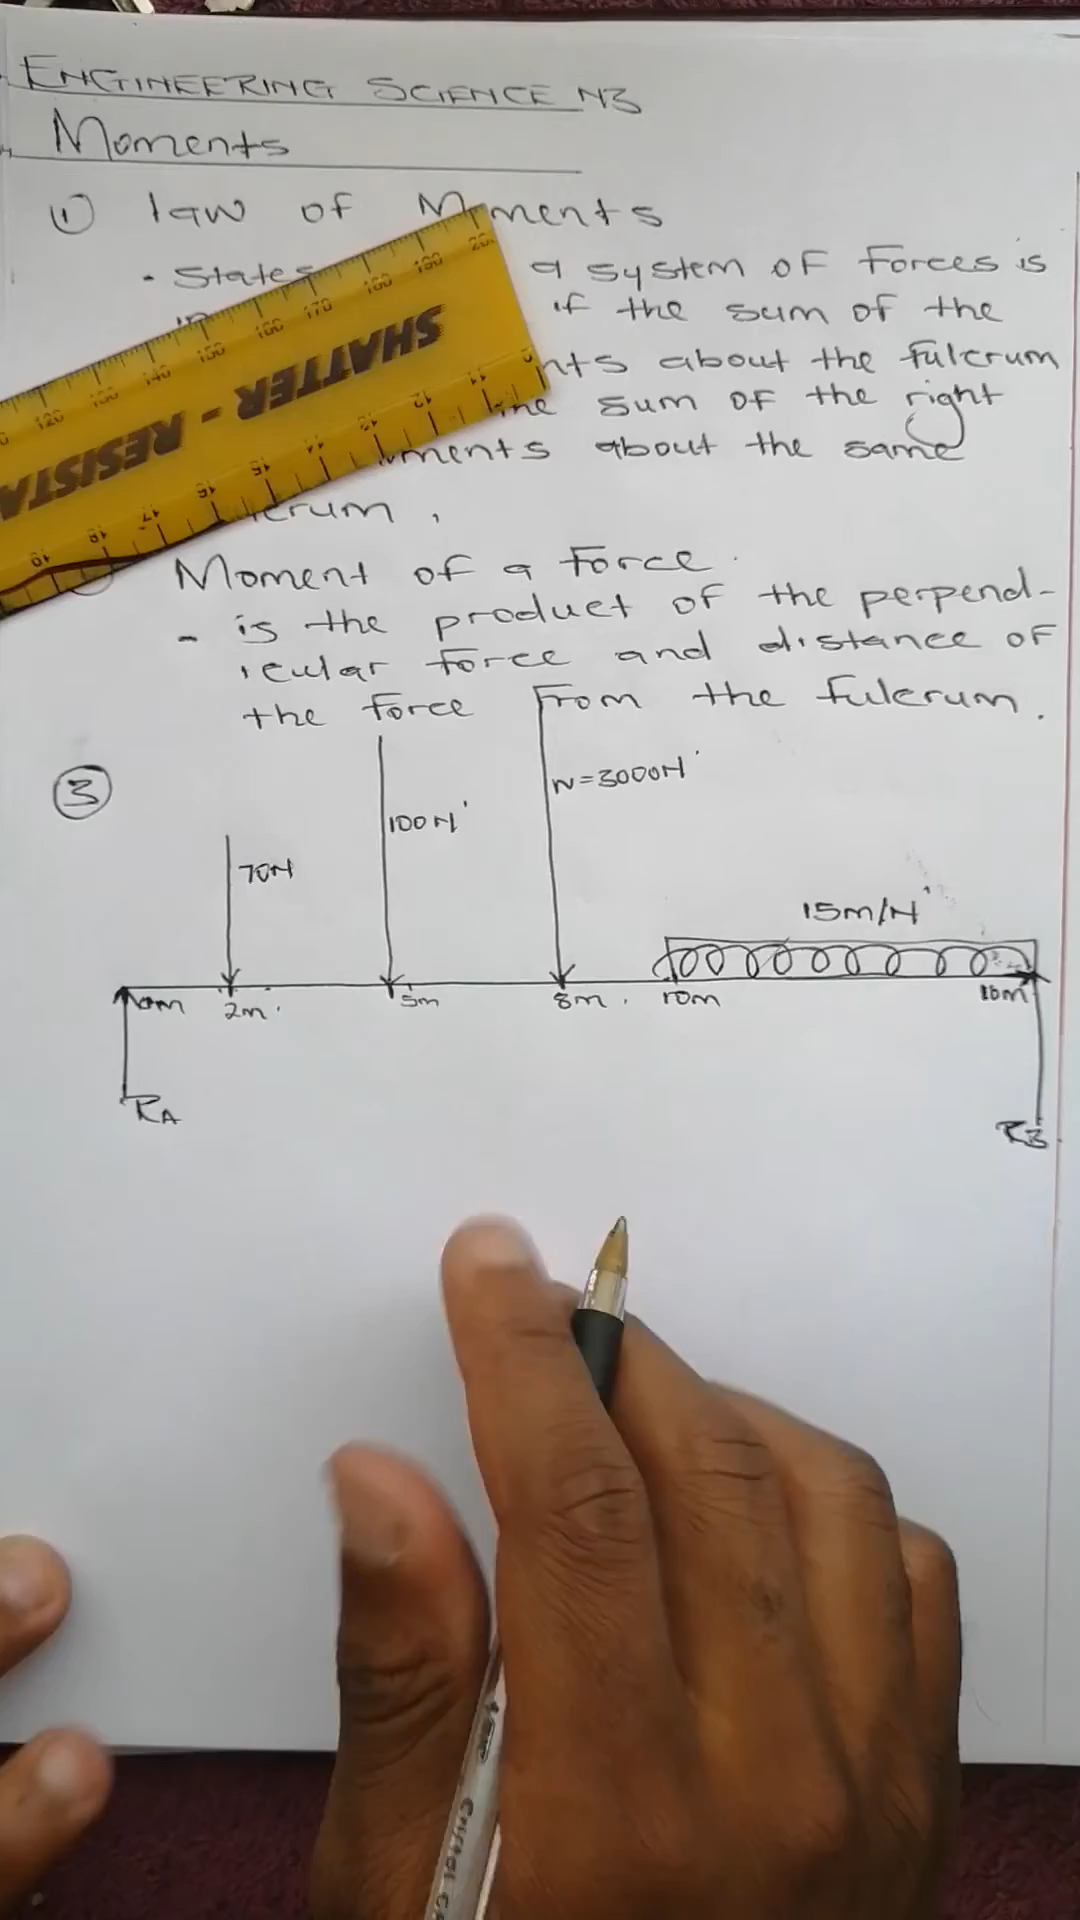 ENGINEERING SCIENCE N3
Moments
① law of Moments
• States a system of forces is
if the sum of the
about the fulcrum
the sum of the right
about the same
,
Moment of a force.
- is the product of the perpend-
icular force and distance of
the force from the fulcrum.
③
W=3000N
100N
70N
15m/N
0m 2m. 5m 8m. 10m 16m
RA
RB
SHATTER - RESISTA